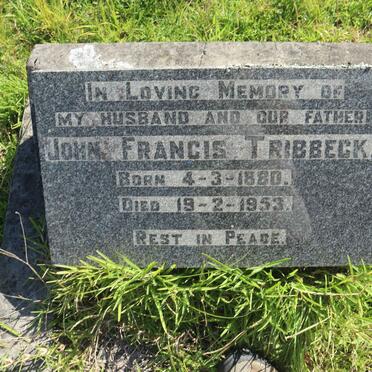 IN LOVING MEMORY OF
MY HUSBAND AND OUR FATHER
JOHN FRANCIS TRIBBECK.
BORN 4-3-1880.
DIED 19-2-1953.
REST IN PEACE.